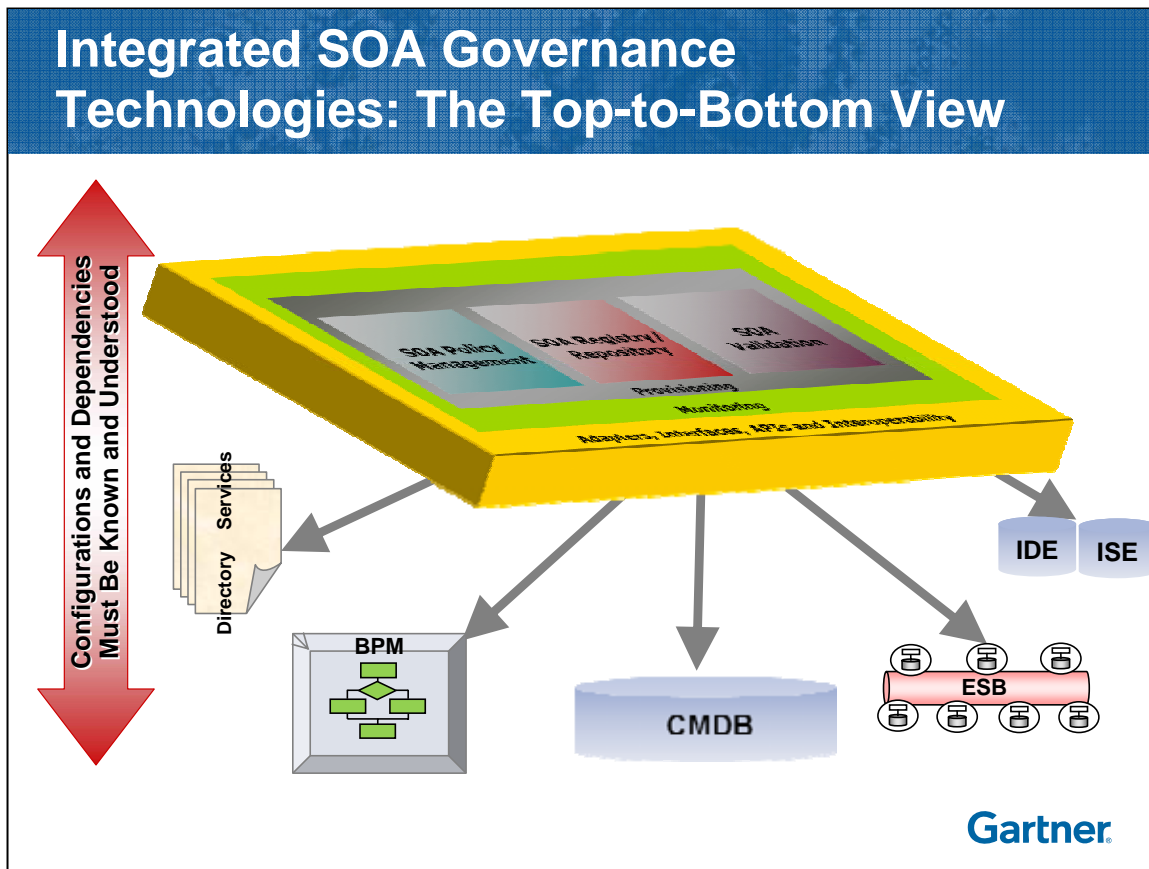 Integrated SOA Governance
Technologies: The Top-to-Bottom View
Configurations and Dependencies
Must Be Known and Understood
SOA Policy
Management
SOA Registry /
Repository
SOA
Validation
Provisioning
Monitoring
Adapters, Interfaces, APIs and Interoperability
Directory Services
IDE
ISE
BPM
CMDB
ESB
Gartner